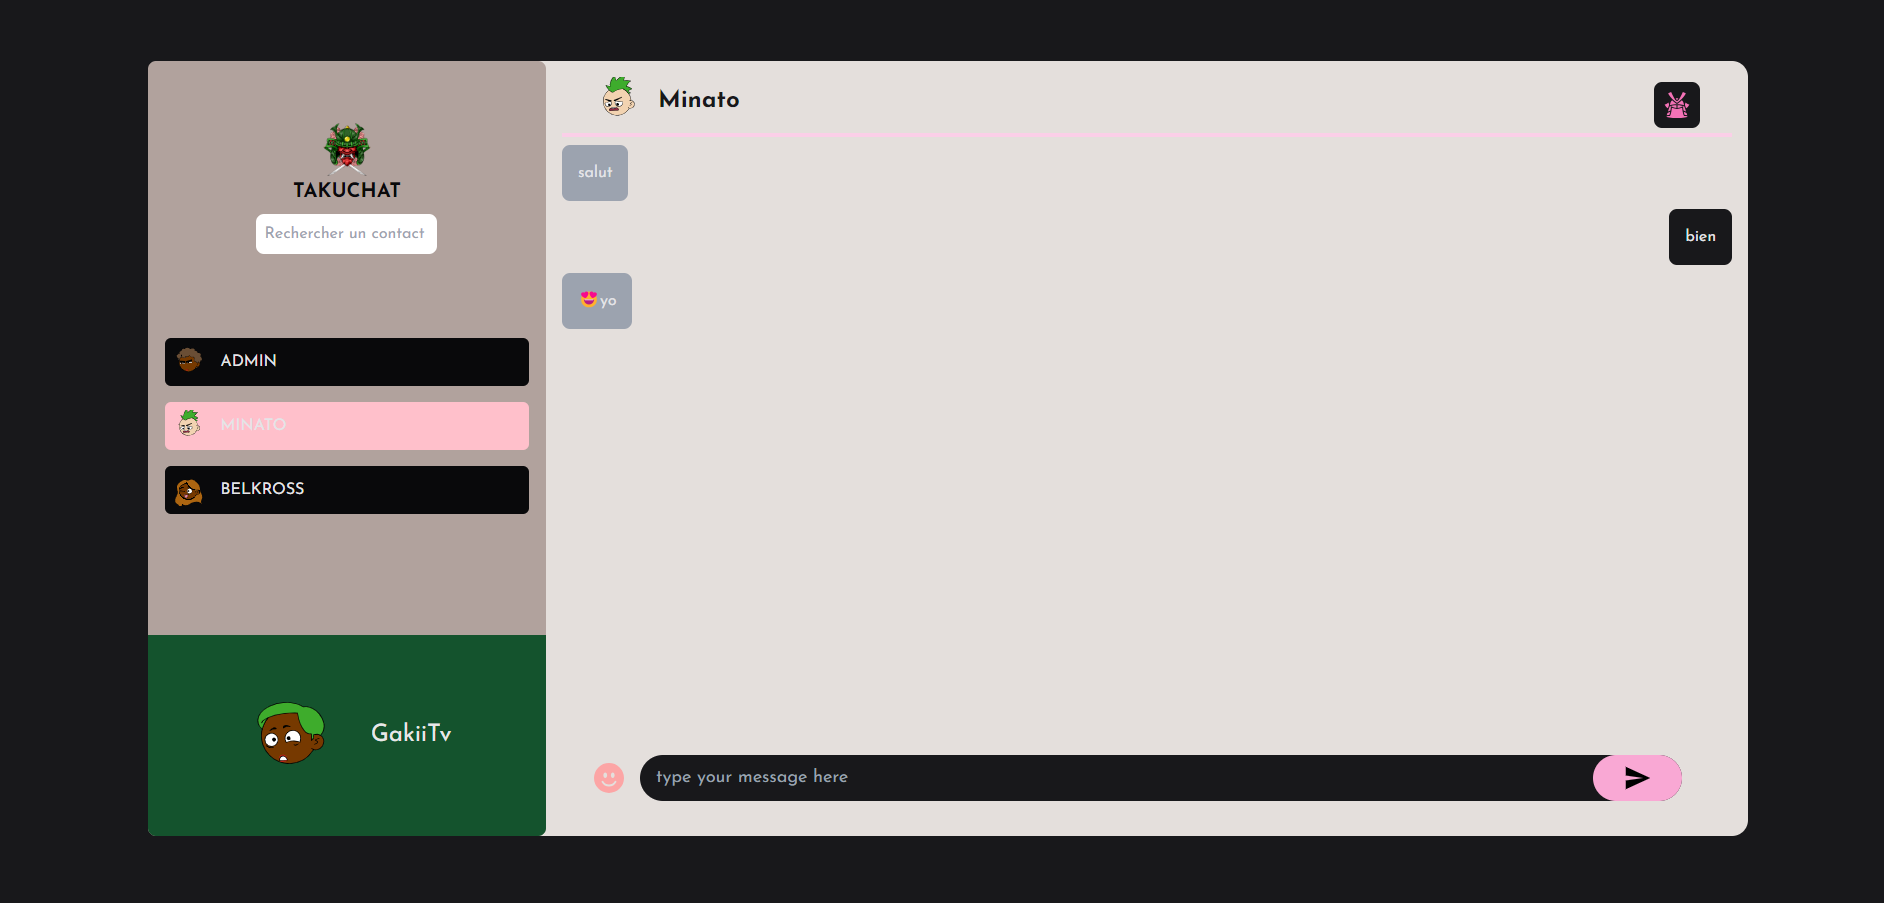 TAKUCHAT
Rechercher un contact
ADMIN
MINATO
BELKROSS
GakiiTv
Minato
salut
bien
😍yo
type your message here